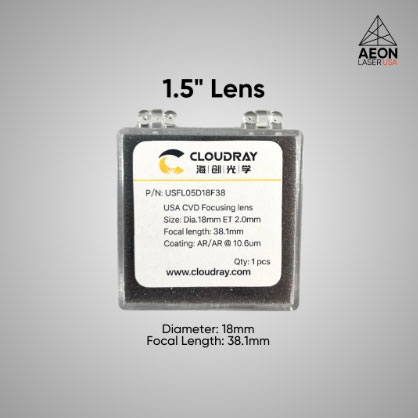 AEON
LASER USA
1.5" Lens
CLOUDRAY
海创光学
P/N: USFL05D18F38
USA CVD Focusing lens
Size: Dia.18mm ET 2.0mm
Focal length: 38.1mm
Coating: AR/AR @ 10.6um
Qty: 1 pcs
www.cloudray.com
Diameter: 18mm
Focal Length: 38.1mm